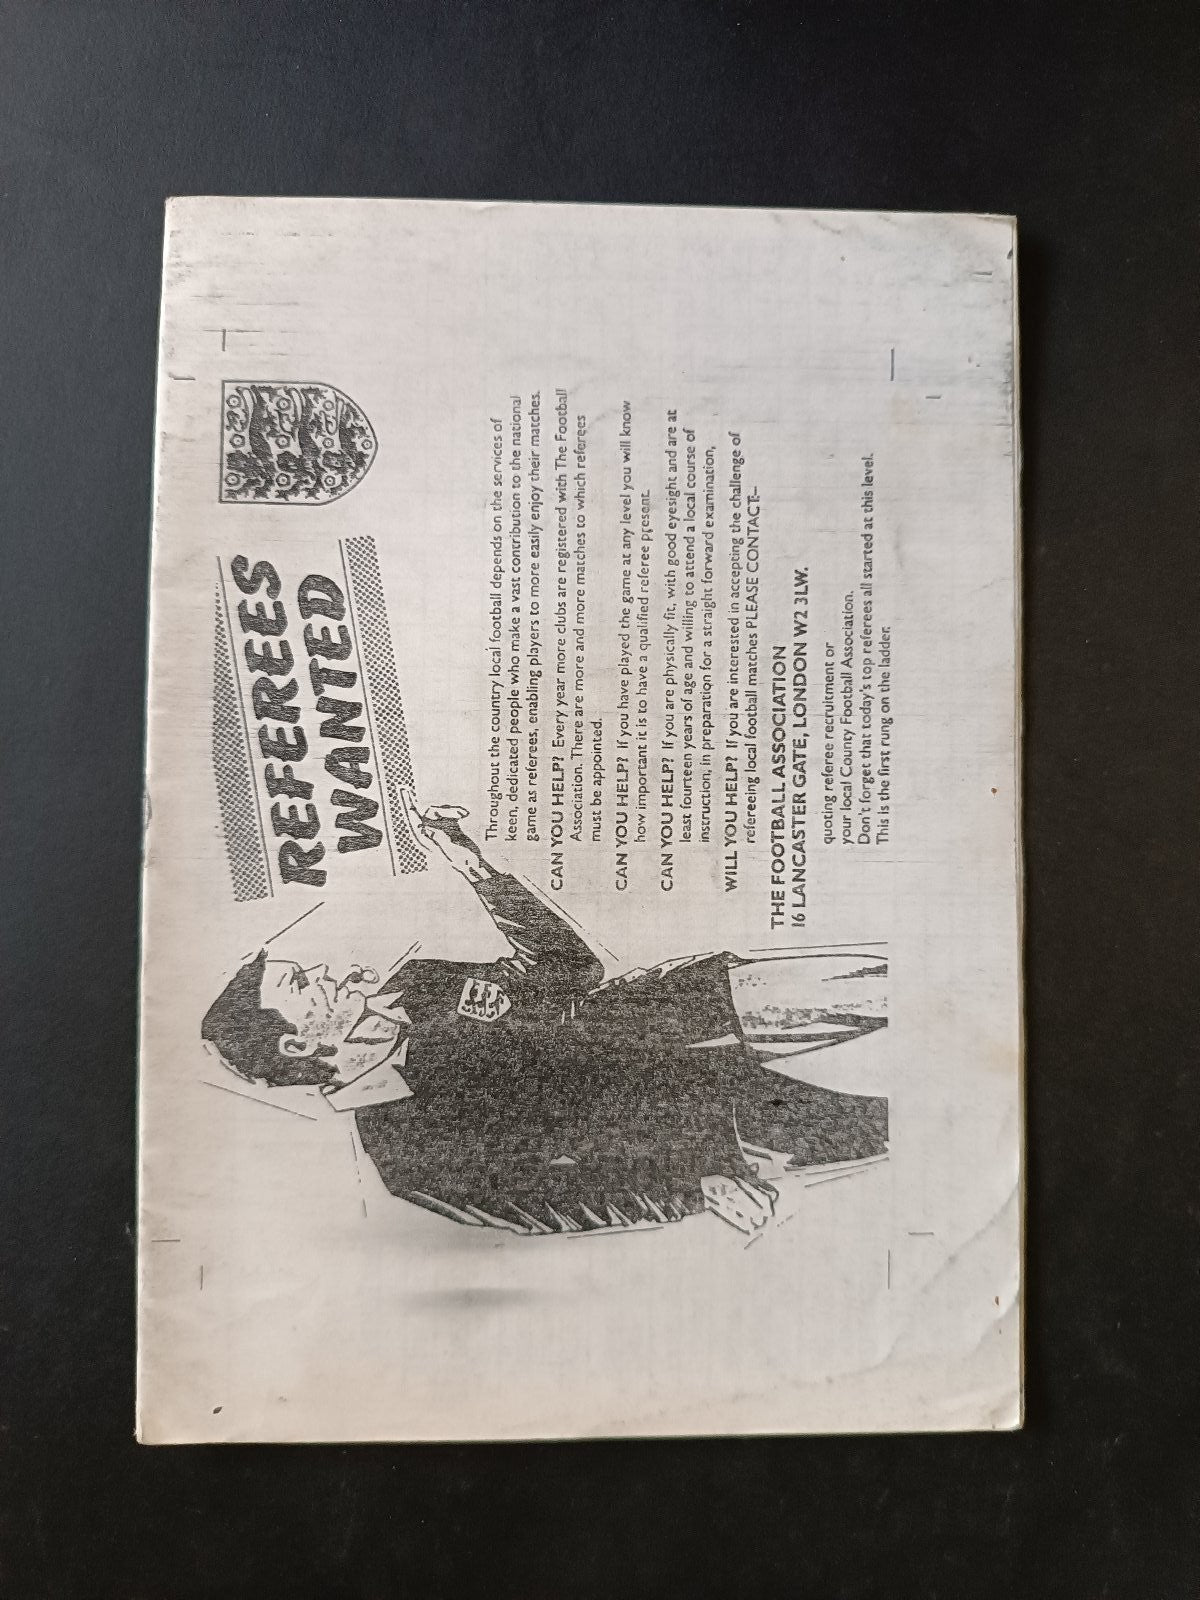 REFEREES
WANTED
Throughout the country local football depends on the services of
keen, dedicated people who make a vast contribution to the national
game as referees, enabling players to more easily enjoy their matches.
CAN YOU HELP? Every year more clubs are registered with The Football
Association. There are more and more matches to which referees
must be appointed.
CAN YOU HELP? If you have played the game at any level you will know
how important it is to have a qualified referee present.
CAN YOU HELP? If you are physically fit, with good eyesight and are at
least fourteen years of age and willing to attend a local course of
instruction, in preparation for a straight forward examination,
WILL YOU HELP? If you are interested in accepting the challenge of
refereeing local football matches PLEASE CONTACT:–
THE FOOTBALL ASSOCIATION
16 LANCASTER GATE, LONDON W2 3LW.
quoting referee recruitment or
your local County Football Association.
Don't forget that today's top referees all started at this level.
This is the first rung on the ladder.